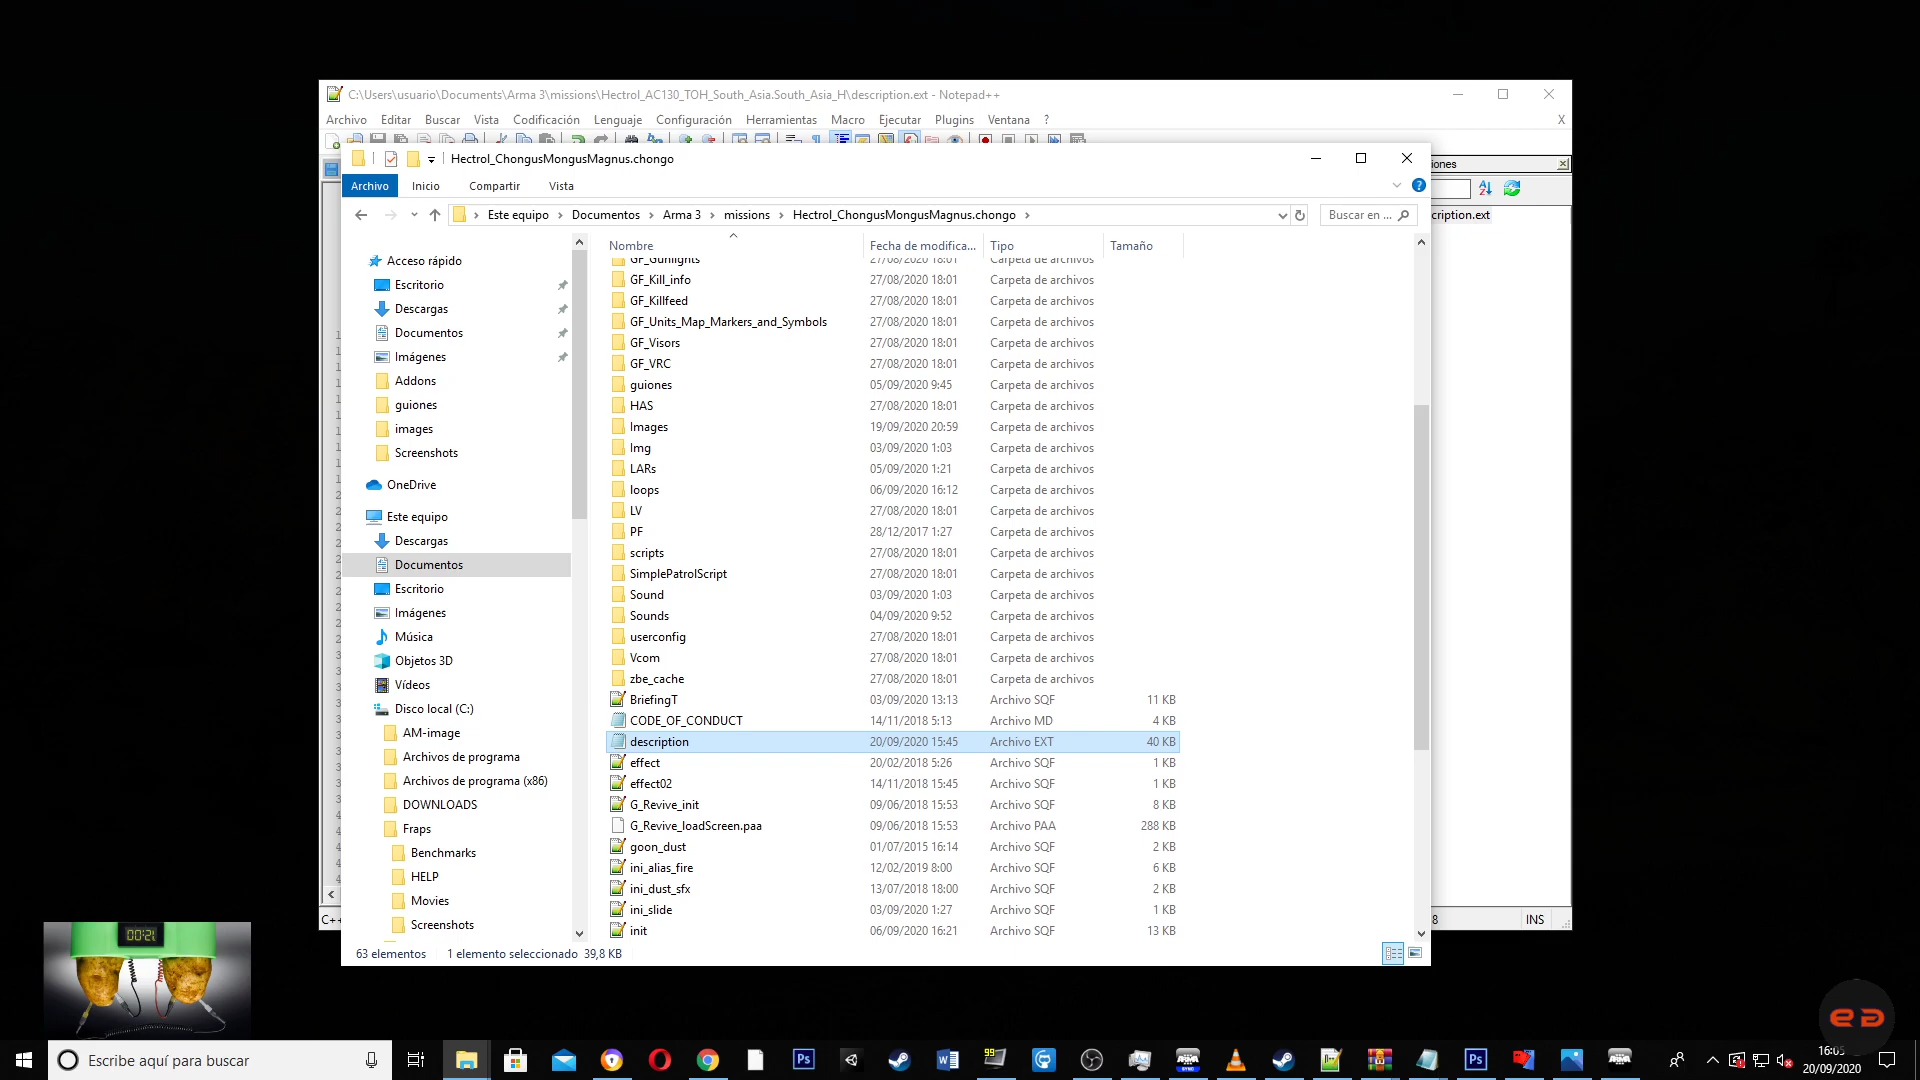 C:\Users\usuario\Documents\Arma 3\missions\Hectrol_AC130_TOH_South_Asia.South_Asia_H\description.ext - Notepad++
Archivo Editar Buscar Vista Codificación Lenguaje Configuración Herramientas Macro Ejecutar Plugins Ventana ? X
Hectrol_ChongusMongusMagnus.chongo
iones
Archivo Inicio Compartir Vista
Este equipo Documentos Arma 3 missions Hectrol_ChongusMongusMagnus.chongo
Buscar en ...
cription.ext
Nombre Fecha de modifica... Tipo Tamaño
Acceso rápido
Escritorio
Descargas
Documentos
Imágenes
Addons
guiones
images
Screenshots
OneDrive
Este equipo
Descargas
Documentos
Escritorio
Imágenes
Música
Objetos 3D
Vídeos
Disco local (C:)
AM-image
Archivos de programa
Archivos de programa (x86)
DOWNLOADS
Fraps
Benchmarks
HELP
Movies
Screenshots
GF_Gunlights 27/08/2020 18:01 Carpeta de archivos
GF_Kill_info 27/08/2020 18:01 Carpeta de archivos
GF_Killfeed 27/08/2020 18:01 Carpeta de archivos
GF_Units_Map_Markers_and_Symbols 27/08/2020 18:01 Carpeta de archivos
GF_Visors 27/08/2020 18:01 Carpeta de archivos
GF_VRC 27/08/2020 18:01 Carpeta de archivos
guiones 05/09/2020 9:45 Carpeta de archivos
HAS 27/08/2020 18:01 Carpeta de archivos
Images 19/09/2020 20:59 Carpeta de archivos
Img 03/09/2020 1:03 Carpeta de archivos
LARs 05/09/2020 1:21 Carpeta de archivos
loops 06/09/2020 16:12 Carpeta de archivos
LV 27/08/2020 18:01 Carpeta de archivos
PF 28/12/2017 1:27 Carpeta de archivos
scripts 27/08/2020 18:01 Carpeta de archivos
SimplePatrolScript 27/08/2020 18:01 Carpeta de archivos
Sound 03/09/2020 1:03 Carpeta de archivos
Sounds 04/09/2020 9:52 Carpeta de archivos
userconfig 27/08/2020 18:01 Carpeta de archivos
Vcom 27/08/2020 18:01 Carpeta de archivos
zbe_cache 27/08/2020 18:01 Carpeta de archivos
BriefingT 03/09/2020 13:13 Archivo SQF 11 KB
CODE_OF_CONDUCT 14/11/2018 5:13 Archivo MD 4 KB
description 20/09/2020 15:45 Archivo EXT 40 KB
effect 20/02/2018 5:26 Archivo SQF 1 KB
effect02 14/11/2018 15:45 Archivo SQF 1 KB
G_Revive_init 09/06/2018 15:53 Archivo SQF 8 KB
G_Revive_loadScreen.paa 09/06/2018 15:53 Archivo PAA 288 KB
goon_dust 01/07/2015 16:14 Archivo SQF 2 KB
ini_alias_fire 12/02/2019 8:00 Archivo SQF 6 KB
ini_dust_sfx 13/07/2018 18:00 Archivo SQF 2 KB
ini_slide 03/09/2020 1:27 Archivo SQF 1 KB
init 06/09/2020 16:21 Archivo SQF 13 KB
C++
8 INS
63 elementos 1 elemento seleccionado 39,8 KB
00:21
Escribe aquí para buscar
Ps
99
Ps
16:05
20/09/2020